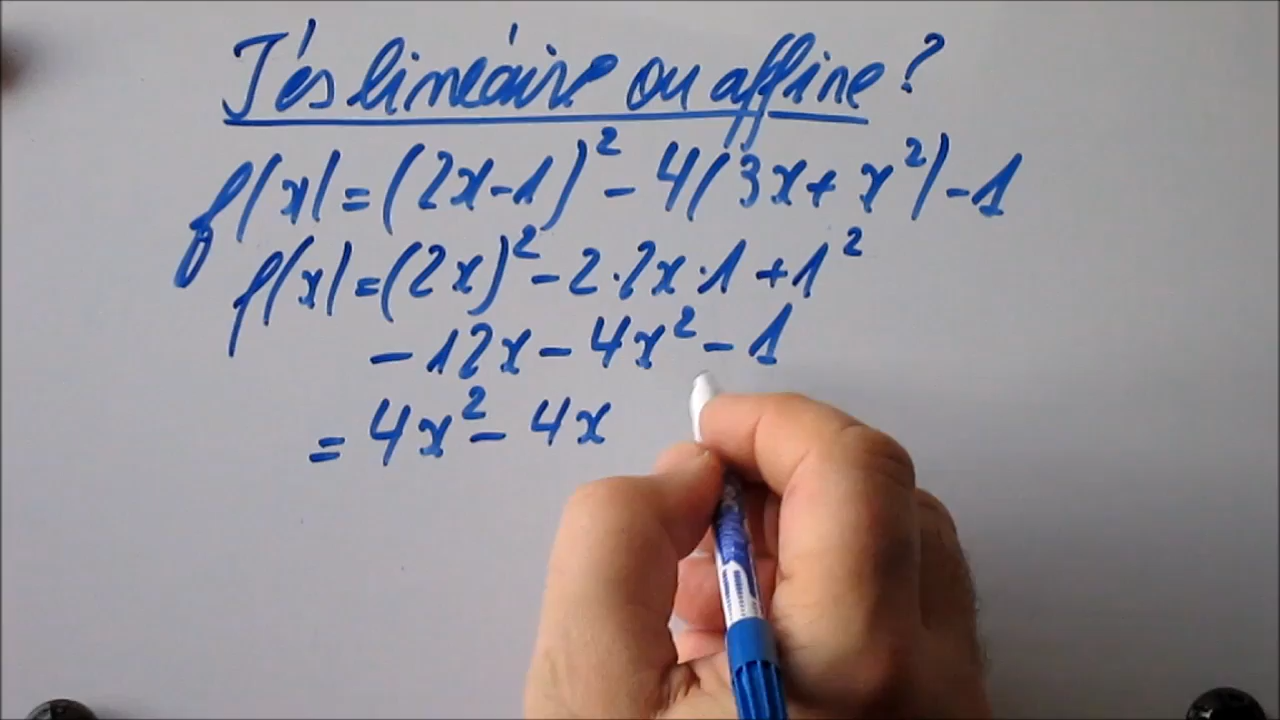 T'es linéaire ou affine ?
f(x) = (2x-1)² - 4(3x + x²) - 1
f(x) = (2x)² - 2·2x·1 + 1²
- 12x - 4x² - 1
= 4x² - 4x